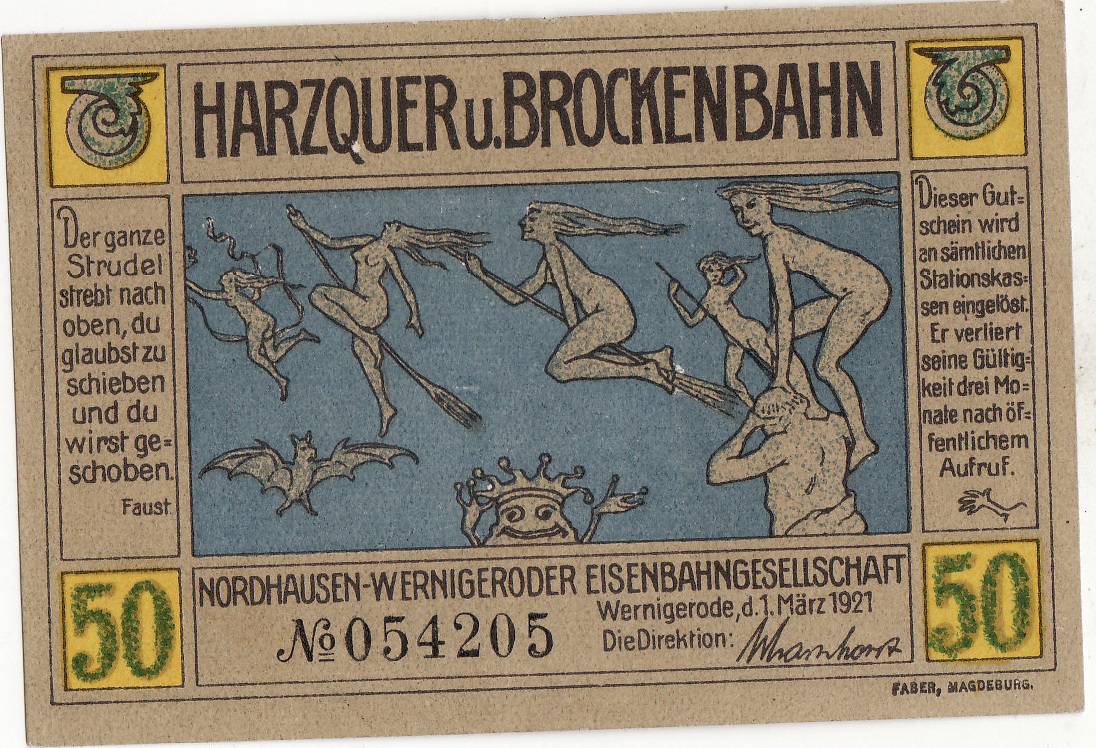 HARZQUER u. BROCKENBAHN
Der ganze
Strudel
strebt nach
oben, du
glaubst zu
schieben
und du
wirst ge=
schoben.
Faust
Dieser Gut=
schein wird
an sämtlichen
Stationskas=
sen eingelöst.
Er verliert
seine Gültig=
keit drei Mo=
nate nach öf=
fentlichem
Aufruf.
50
NORDHAUSEN-WERNIGERODER EISENBAHNGESELLSCHAFT
№ 054205
Wernigerode, d. 1. März 1921
Die Direktion:
50
FABER, MAGDEBURG.